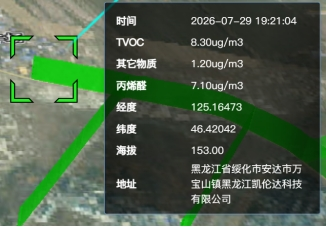 时间 2026-07-29 19:21:04
TVOC 8.30ug/m3
其它物质 1.20ug/m3
丙烯醛 7.10ug/m3
经度 125.16473
纬度 46.42042
海拔 153.00
地址 黑龙江省绥化市安达市万
宝山镇黑龙江凯伦达科技
有限公司